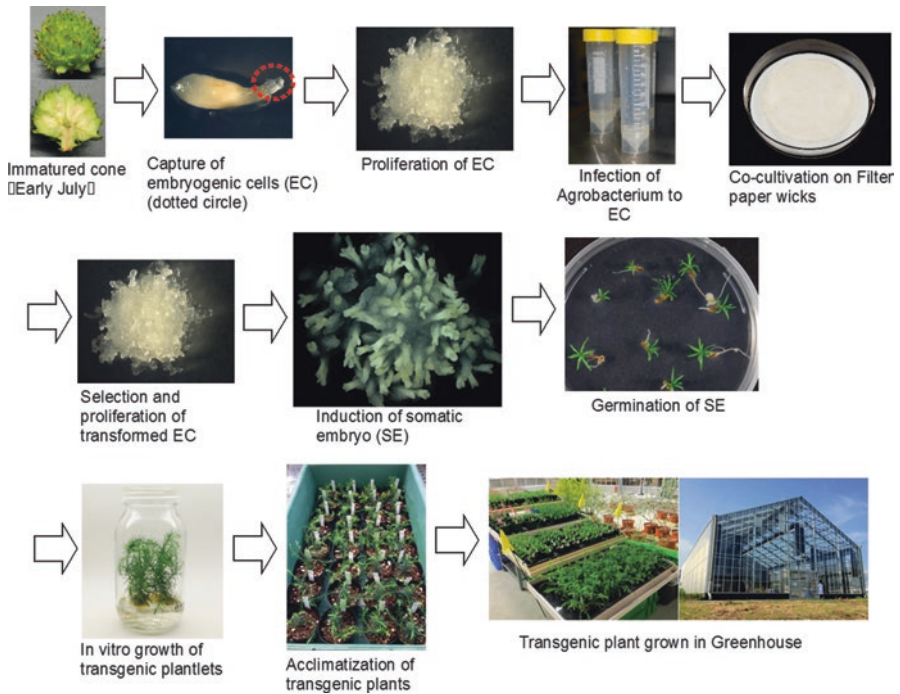 Immatured cone
▯Early July▯
Capture of
embryogenic cells (EC)
(dotted circle)
Proliferation of EC
Infection of
Agrobacterium to
EC
Co-cultivation on Filter
paper wicks
Selection and
proliferation of
transformed EC
Induction of somatic
embryo (SE)
Germination of SE
In vitro growth of
transgenic plantlets
Acclimatization of
transgenic plants
Transgenic plant grown in Greenhouse